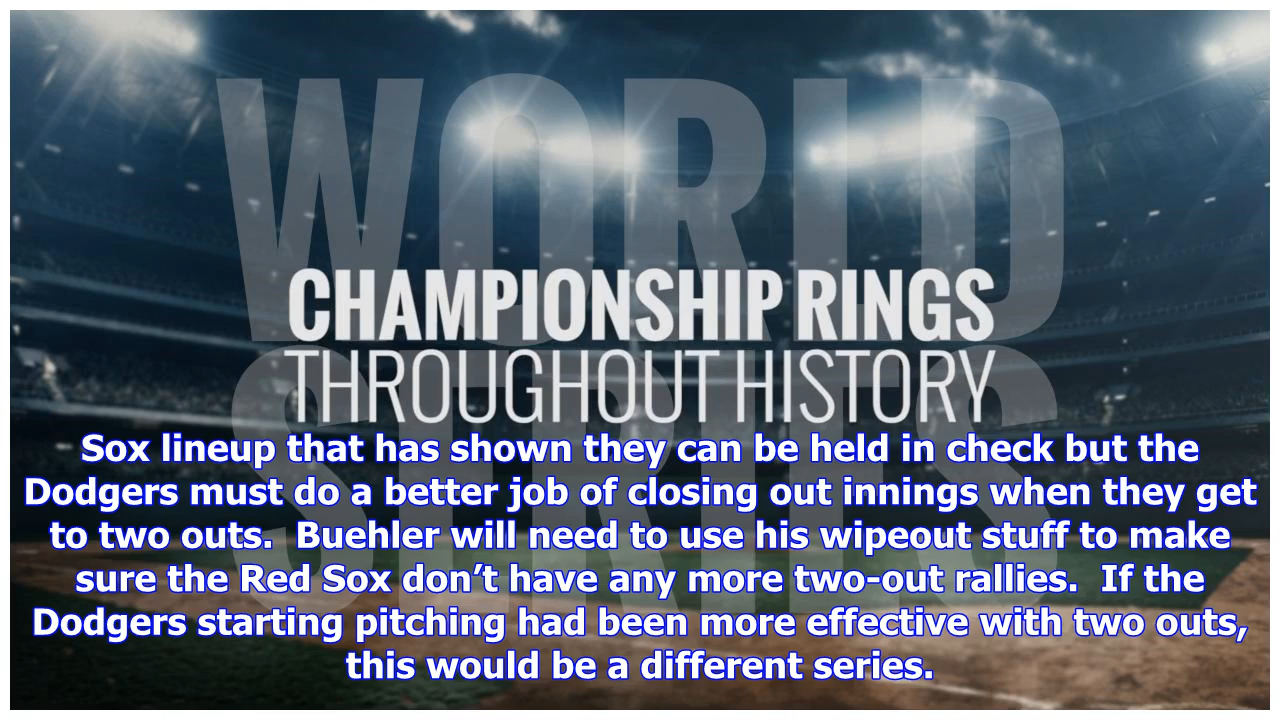 WORLD
CHAMPIONSHIP RINGS
THROUGHOUT HISTORY
SERIES
Sox lineup that has shown they can be held in check but the
Dodgers must do a better job of closing out innings when they get
to two outs.  Buehler will need to use his wipeout stuff to make
sure the Red Sox don’t have any more two-out rallies.  If the
Dodgers starting pitching had been more effective with two outs,
this would be a different series.